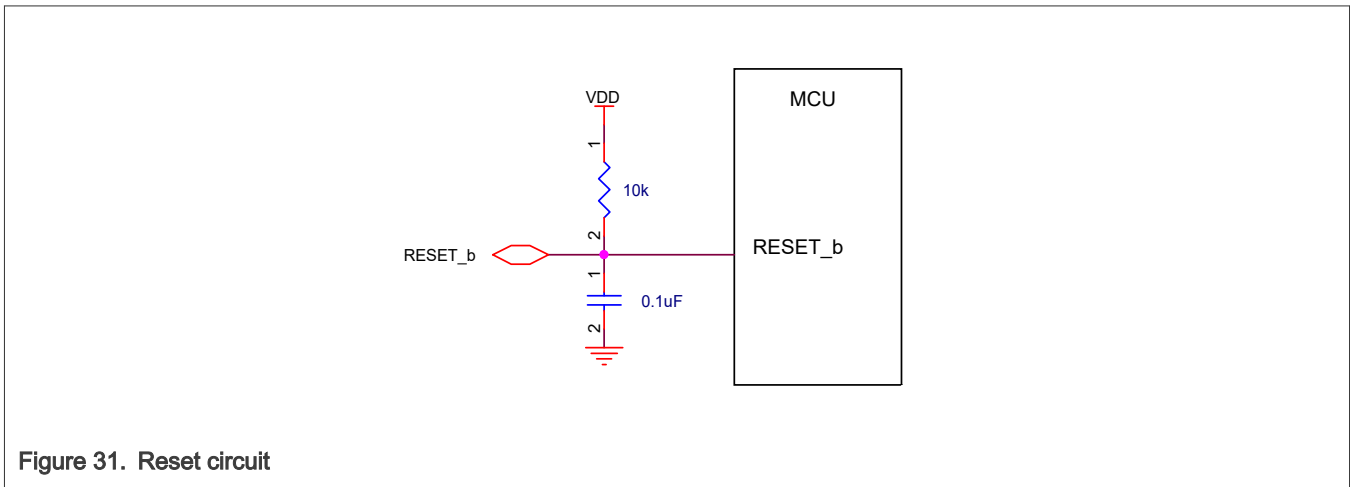 VDD
MCU
1
10k
2
RESET_b
RESET_b
1
0.1uF
2
Figure 31. Reset circuit